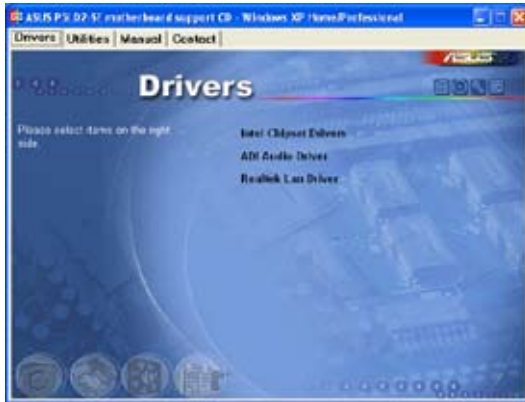 ASUS P5LD2-SE motherboard support CD - Windows XP Home/Professional
Drivers Utilities Manual Contact
Drivers
Please select items on the right
side.
Intel Chipset Drivers
ADI Audio Driver
Realtek Lan Driver